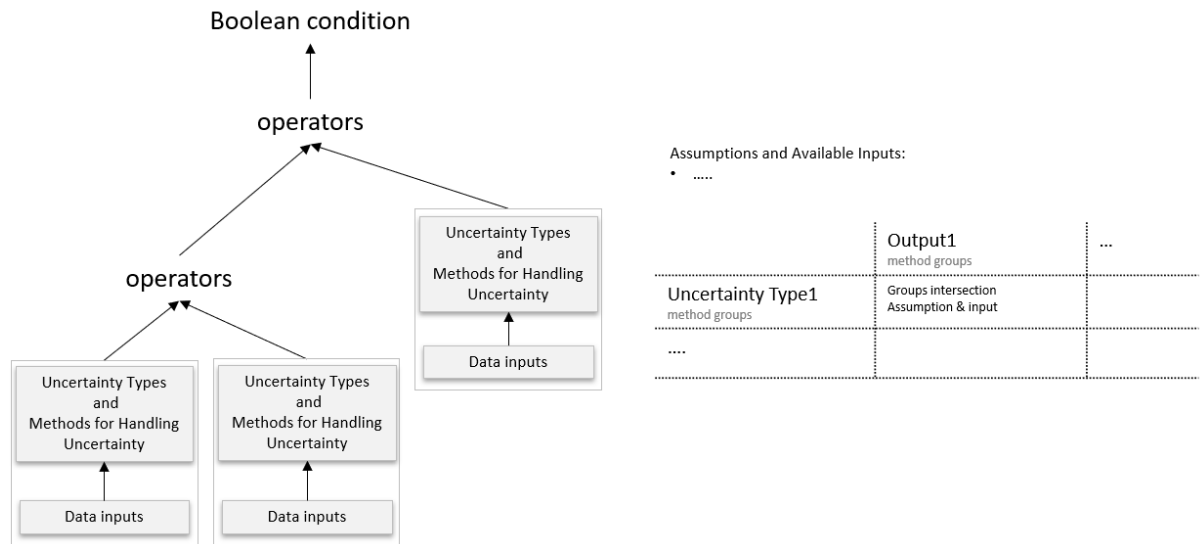 Boolean condition
operators
operators
Uncertainty Types
and
Methods for Handling
Uncertainty
Data inputs
Uncertainty Types
and
Methods for Handling
Uncertainty
Data inputs
Uncertainty Types
and
Methods for Handling
Uncertainty
Data inputs
Assumptions and Available Inputs:
• .....
Output1
method groups
...
Uncertainty Type1
method groups
Groups intersection
Assumption & input
....